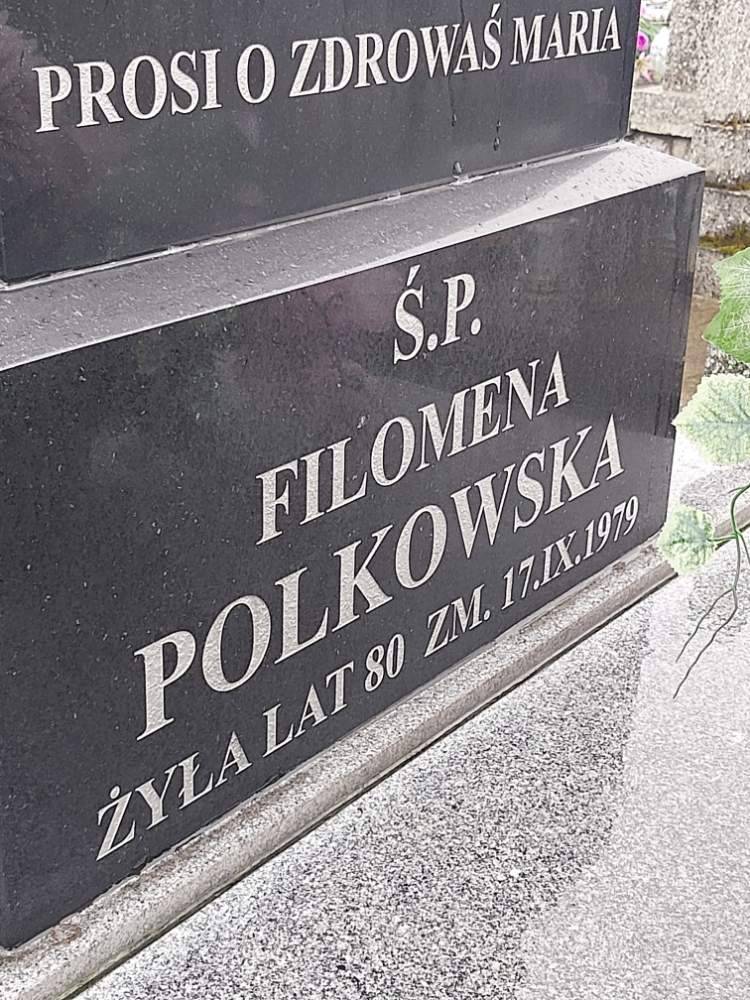 PROSI O ZDROWAŚ MARIA
Ś.P.
FILOMENA
POLKOWSKA
ŻYŁA LAT 80 ZM. 17.IX.1979